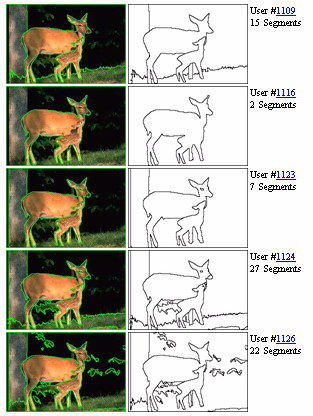 User #1109
15 Segments
User #1116
2 Segments
User #1123
7 Segments
User #1124
27 Segments
User #1126
22 Segments